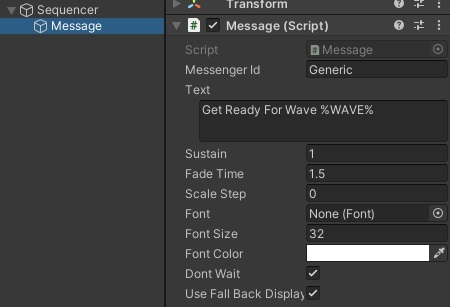 Sequencer
Message
Transform
Message (Script)
Script Message
Messenger Id Generic
Text
Get Ready For Wave %WAVE%
Sustain 1
Fade Time 1.5
Scale Step 0
Font None (Font)
Font Size 32
Font Color
Dont Wait
Use Fall Back Display